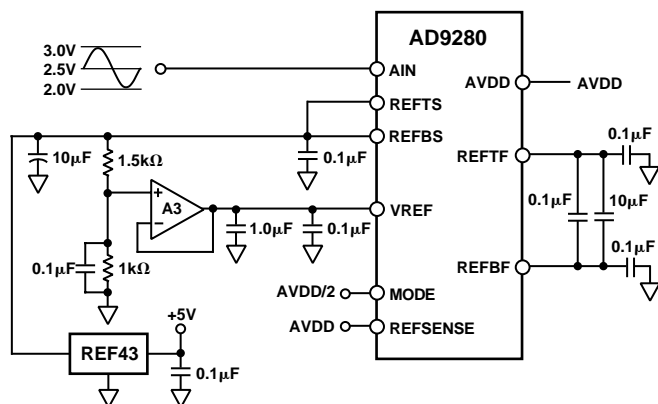 AD9280
3.0V
2.5V
2.0V
AIN
AVDD
AVDD
REFTS
REFBS
10μF
1.5kΩ
0.1μF
REFTF
0.1μF
A3
+
−
VREF
1.0μF
0.1μF
0.1μF
10μF
0.1μF
1kΩ
0.1μF
REFBF
AVDD/2
MODE
+5V
AVDD
REFSENSE
REF43
0.1μF